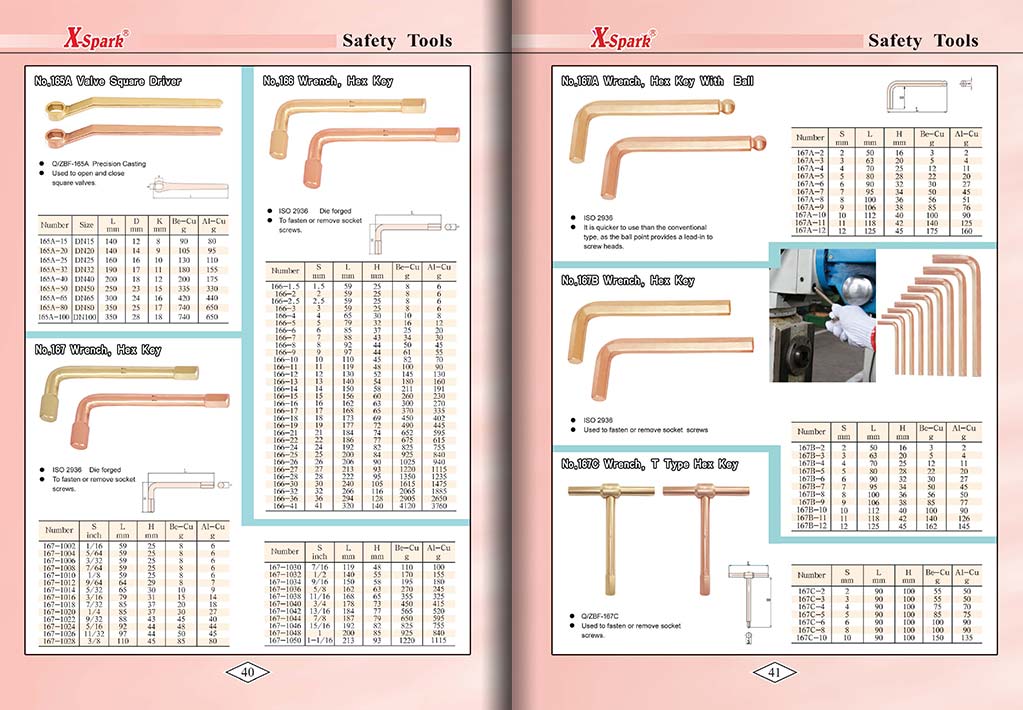 X-Spark®
Safety Tools
No,165A Valve Square Driver
Q/ZBF-165A Precision Casting
Used to open and close
square valves.
Number Size L mm D mm K mm Be-Cu g Al-Cu g
165A-15 DN15 140 12 8 90 80
165A-20 DN20 140 14 9 105 95
165A-25 DN25 160 16 10 130 110
165A-32 DN32 190 17 11 180 155
165A-40 DN40 200 18 12 200 175
165A-50 DN50 250 23 15 335 330
165A-65 DN65 300 24 16 420 440
165A-80 DN80 350 25 17 740 650
165A-100 DN100 350 28 18 740 650
No,167 Wrench, Hex Key
ISO 2936 Die forged
To fasten or remove socket
screws.
Number S inch L mm H mm Be-Cu g Al-Cu g
167-1002 1/16 59 25 8 6
167-1004 5/64 59 25 8 6
167-1006 3/32 59 25 8 6
167-1008 7/64 59 25 8 6
167-1010 1/8 59 25 8 6
167-1012 9/64 64 29 8 7
167-1014 5/32 65 30 10 9
167-1016 3/16 79 31 15 14
167-1018 7/32 85 37 20 18
167-1020 1/4 85 37 30 27
167-1022 9/32 88 43 45 40
167-1024 5/16 92 44 48 44
167-1026 11/32 97 44 50 45
167-1028 3/8 110 45 85 80
No,166 Wrench, Hex Key
ISO 2936 Die forged
To fasten or remove socket
screws.
Number S mm L mm H mm Be-Cu g Al-Cu g
166-1.5 1.5 59 25 8 6
166-2 2 59 25 8 6
166-2.5 2.5 59 25 8 6
166-3 3 59 25 8 6
166-4 4 65 30 10 8
166-5 5 79 32 16 12
166-6 6 85 37 25 20
166-7 7 88 43 34 30
166-8 8 92 44 50 45
166-9 9 97 44 61 55
166-10 10 110 45 82 70
166-11 11 119 48 100 90
166-12 12 130 52 145 130
166-13 13 140 54 180 160
166-14 14 150 58 211 191
166-15 15 156 60 260 230
166-16 16 162 63 300 270
166-17 17 168 65 370 335
166-18 18 173 69 450 402
166-19 19 177 72 490 445
166-21 21 184 74 652 595
166-22 22 186 77 675 615
166-24 24 192 82 825 755
166-25 25 200 84 925 840
166-26 26 206 90 1025 940
166-27 27 213 93 1220 1115
166-28 28 222 95 1350 1235
166-30 30 240 105 1615 1475
166-32 32 266 116 2065 1885
166-36 36 294 128 2905 2650
166-41 41 320 140 4120 3760
Number S inch L mm H mm Be-Cu g Al-Cu g
167-1030 7/16 119 48 110 100
167-1032 1/2 140 55 170 155
167-1034 9/16 150 58 195 180
167-1036 5/8 162 63 270 245
167-1038 11/16 168 65 355 325
167-1040 3/4 178 73 450 415
167-1042 13/16 184 77 565 520
167-1044 7/8 187 79 650 595
167-1046 15/16 192 82 825 755
167-1048 1 200 85 925 840
167-1050 1-1/16 213 93 1220 1115
40
X-Spark®
Safety Tools
No,167A Wrench, Hex Key With Ball
ISO 2936
It is quicker to use than the conventional
type, as the ball point provides a lead-in to
screw heads.
Number S mm L mm H mm Be-Cu g Al-Cu g
167A-2 2 50 16 3 2
167A-3 3 63 20 5 4
167A-4 4 70 25 12 11
167A-5 5 80 28 22 20
167A-6 6 90 32 30 27
167A-7 7 95 34 50 45
167A-8 8 100 36 56 51
167A-9 9 106 38 85 76
167A-10 10 112 40 100 90
167A-11 11 118 42 140 125
167A-12 12 125 45 175 160
No,167B Wrench, Hex Key
ISO 2936
Used to fasten or remove socket screws
Number S mm L mm H mm Be-Cu g Al-Cu g
167B-2 2 50 16 3 2
167B-3 3 63 20 5 4
167B-4 4 70 25 12 11
167B-5 5 80 28 22 20
167B-6 6 90 32 30 27
167B-7 7 95 34 50 45
167B-8 8 100 36 56 50
167B-9 9 106 38 85 77
167B-10 10 112 40 100 90
167B-11 11 118 42 140 126
167B-12 12 125 45 162 145
No,167C Wrench, T Type Hex Key
Q/ZBF-167C
Used to fasten or remove socket
screws.
Number S mm L mm H mm Be-Cu g Al-Cu g
167C-2 2 90 100 55 50
167C-3 3 90 100 55 50
167C-4 4 90 100 75 70
167C-5 5 90 100 85 75
167C-6 6 90 100 100 90
167C-8 8 90 100 100 90
167C-10 10 90 100 150 135
41